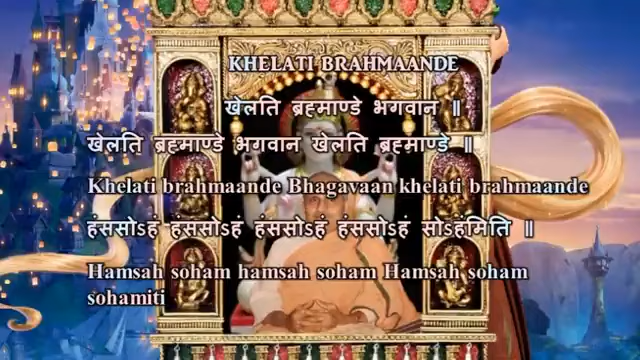 KHELATI BRAHMAANDE
खेलति ब्रह्माण्डे भगवान ॥
खेलति ब्रह्माण्डे भगवान खेलति ब्रह्माण्डे ॥
Khelati brahmaande Bhagavaan khelati brahmaande
हंससोऽहं हंससोऽहं हंससोऽहं हंससोऽहं सोऽहंमिति ॥
Hamsah soham hamsah soham Hamsah soham
sohamiti